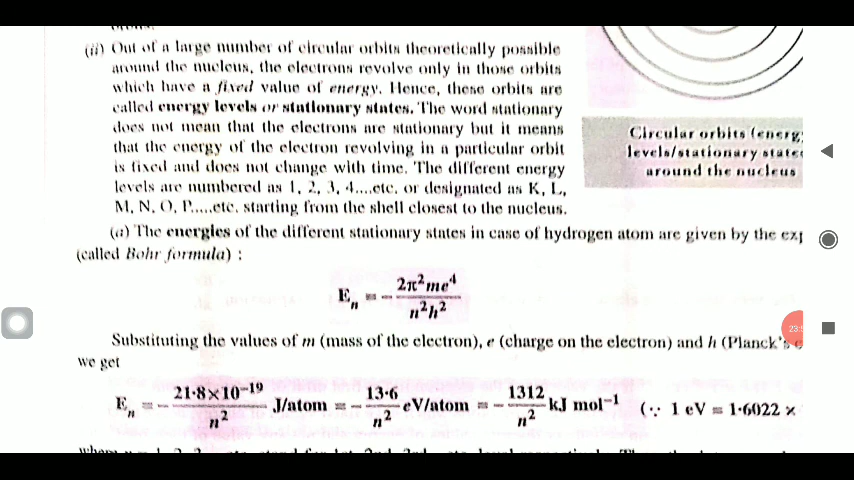 (ii) Out of a large number of circular orbits theoretically possible
around the nucleus, the electrons revolve only in those orbits
which have a fixed value of energy. Hence, these orbits are
called energy levels or stationary states. The word stationary
does not mean that the electrons are stationary but it means
that the energy of the electron revolving in a particular orbit
is fixed and does not change with time. The different energy
levels are numbered as 1, 2, 3, 4....etc. or designated as K, L,
M, N, O, P.....etc. starting from the shell closest to the nucleus.
Circular orbits (energy
levels/stationary states
around the nucleus
(a) The energies of the different stationary states in case of hydrogen atom are given by the exp
(called Bohr formula) :
Eₙ = – 2π²me⁴ / n²h²
Substituting the values of m (mass of the electron), e (charge on the electron) and h (Planck's c
we get
Eₙ = – 21·8×10⁻¹⁹ / n² J/atom = – 13·6 / n² eV/atom = – 1312 / n² kJ mol⁻¹ (∵ 1 eV = 1·6022 ×
23: